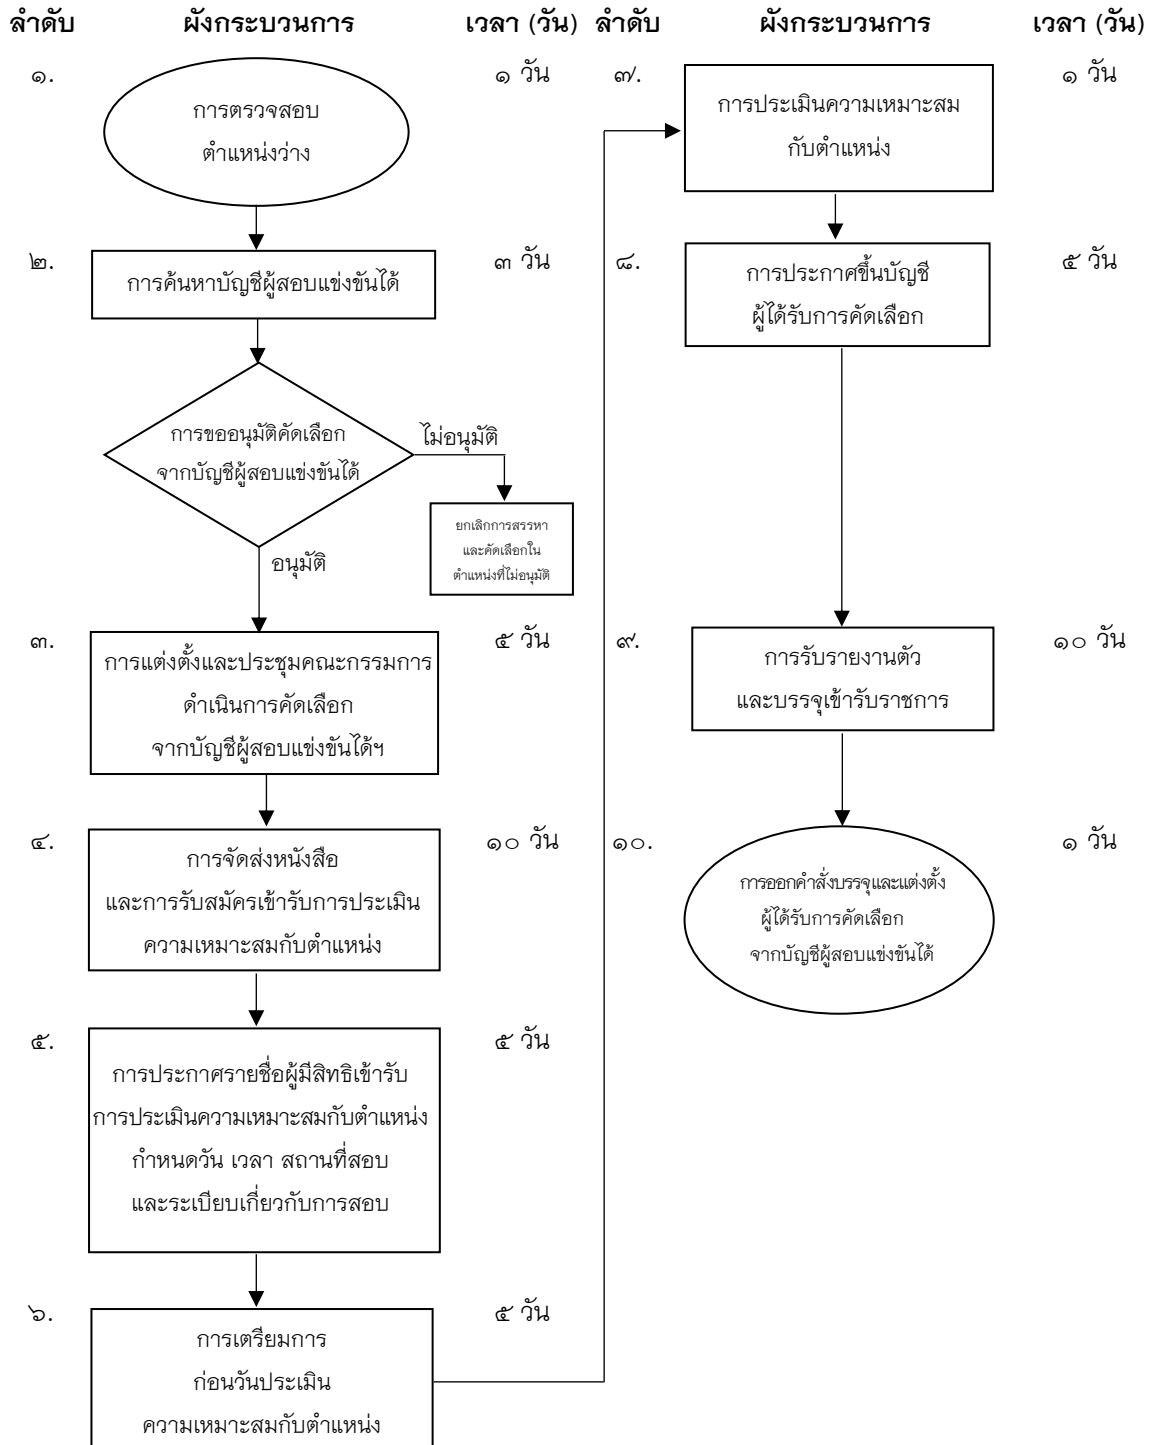 ลำดับ ผังกระบวนการ เวลา (วัน) ลำดับ ผังกระบวนการ เวลา (วัน)
๑. ๑ วัน
การตรวจสอบ
ตำแหน่งว่าง
๒. ๓ วัน
การค้นหาบัญชีผู้สอบแข่งขันได้
การขออนุมัติคัดเลือก
จากบัญชีผู้สอบแข่งขันได้
ไม่อนุมัติ
ยกเลิกการสรรหา
และคัดเลือกใน
ตำแหน่งที่ไม่อนุมัติ
อนุมัติ
๓. ๕ วัน
การแต่งตั้งและประชุมคณะกรรมการ
ดำเนินการคัดเลือก
จากบัญชีผู้สอบแข่งขันได้ฯ
๔. ๑๐ วัน
การจัดส่งหนังสือ
และการรับสมัครเข้ารับการประเมิน
ความเหมาะสมกับตำแหน่ง
๕. ๕ วัน
การประกาศรายชื่อผู้มีสิทธิเข้ารับ
การประเมินความเหมาะสมกับตำแหน่ง
กำหนดวัน เวลา สถานที่สอบ
และระเบียบเกี่ยวกับการสอบ
๖. ๕ วัน
การเตรียมการ
ก่อนวันประเมิน
ความเหมาะสมกับตำแหน่ง
๗. ๑ วัน
การประเมินความเหมาะสม
กับตำแหน่ง
๘. ๕ วัน
การประกาศขึ้นบัญชี
ผู้ได้รับการคัดเลือก
๙. ๑๐ วัน
การรับรายงานตัว
และบรรจุเข้ารับราชการ
๑๐. ๑ วัน
การออกคำสั่งบรรจุและแต่งตั้ง
ผู้ได้รับการคัดเลือก
จากบัญชีผู้สอบแข่งขันได้